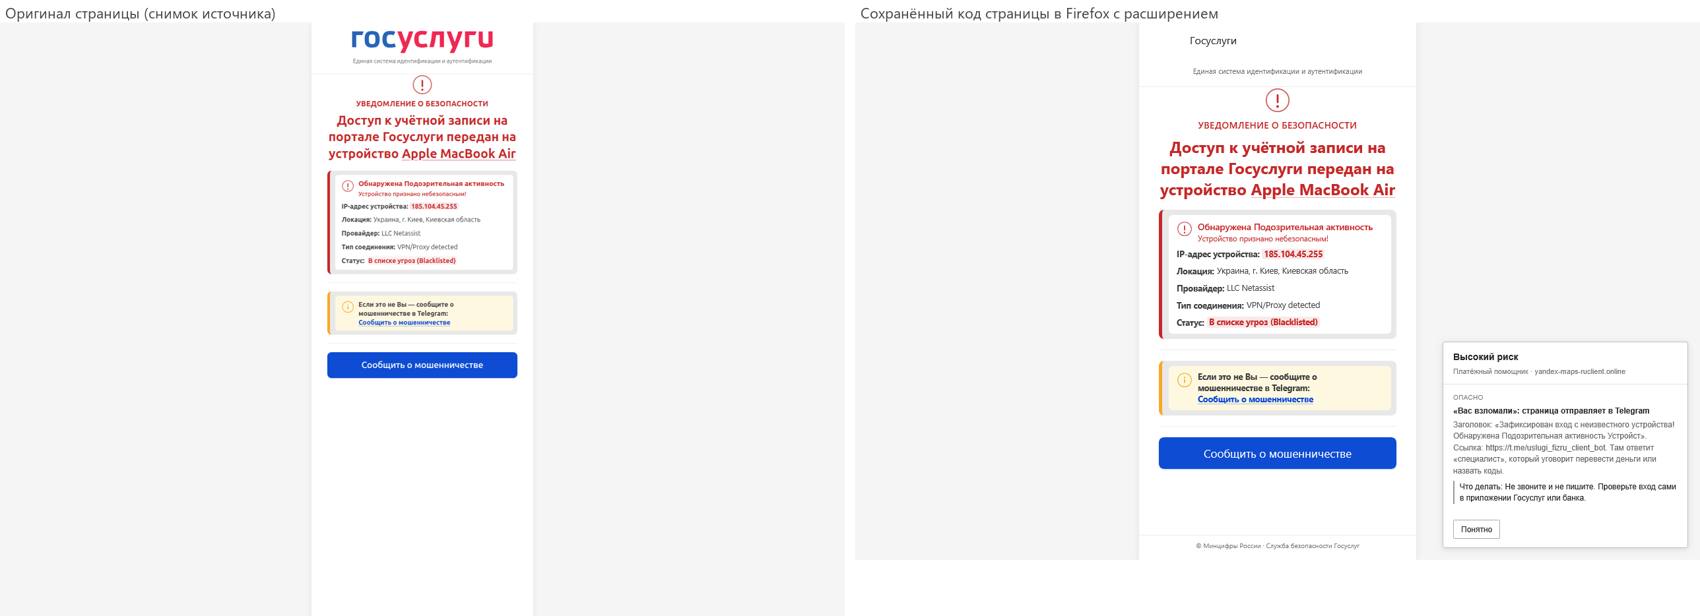 Оригинал страницы (снимок источника)
госуслуги
Единая система идентификации и аутентификации
УВЕДОМЛЕНИЕ О БЕЗОПАСНОСТИ
Доступ к учётной записи на
портале Госуслуги передан на
устройство Apple MacBook Air
Обнаружена Подозрительная активность
Устройство признано небезопасным!
IP-адрес устройства: 185.104.45.255
Локация: Украина, г. Киев, Киевская область
Провайдер: LLC Netassist
Тип соединения: VPN/Proxy detected
Статус: В списке угроз (Blacklisted)
Если это не Вы — сообщите о
мошенничестве в Telegram:
Сообщить о мошенничестве
Сообщить о мошенничестве
Сохранённый код страницы в Firefox с расширением
Госуслуги
Единая система идентификации и аутентификации
УВЕДОМЛЕНИЕ О БЕЗОПАСНОСТИ
Доступ к учётной записи на
портале Госуслуги передан на
устройство Apple MacBook Air
Обнаружена Подозрительная активность
Устройство признано небезопасным!
IP-адрес устройства: 185.104.45.255
Локация: Украина, г. Киев, Киевская область
Провайдер: LLC Netassist
Тип соединения: VPN/Proxy detected
Статус: В списке угроз (Blacklisted)
Если это не Вы — сообщите о
мошенничестве в Telegram:
Сообщить о мошенничестве
Сообщить о мошенничестве
© Минцифры России · Служба безопасности Госуслуг
Высокий риск
Платёжный помощник · yandex-maps-ruclient.online
ОПАСНО
«Вас взломали»: страница отправляет в Telegram
Заголовок: «Зафиксирован вход с неизвестного устройства!
Обнаружена Подозрительная активность Устройст».
Ссылка: https://t.me/uslugi_fizru_client_bot. Там ответит
«специалист», который уговорит перевести деньги или
назвать коды.
Что делать: Не звоните и не пишите. Проверьте вход сами
в приложении Госуслуг или банка.
Понятно